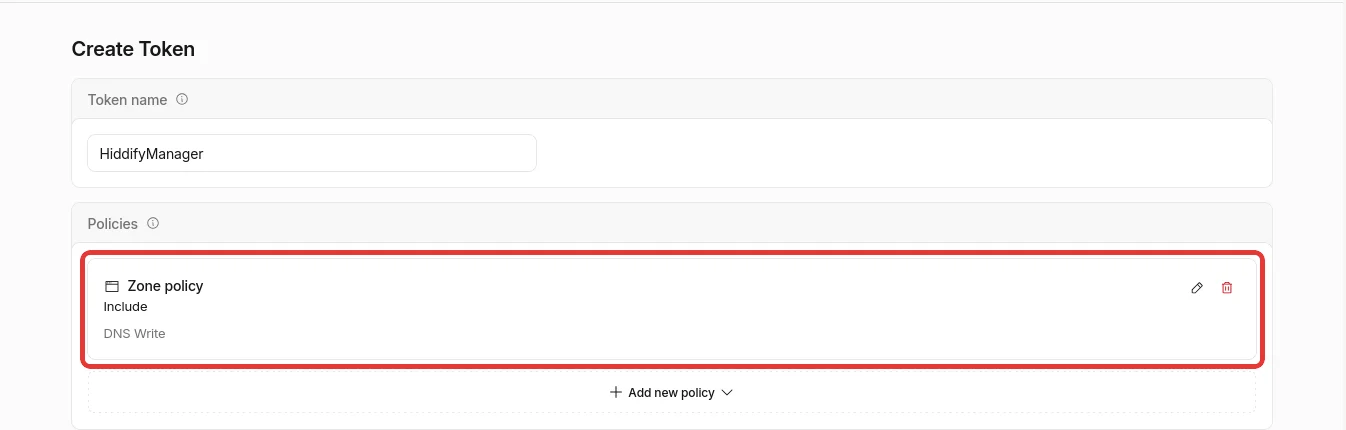 Create Token
Token name
HiddifyManager
Policies
Zone policy
Include
DNS Write
Add new policy